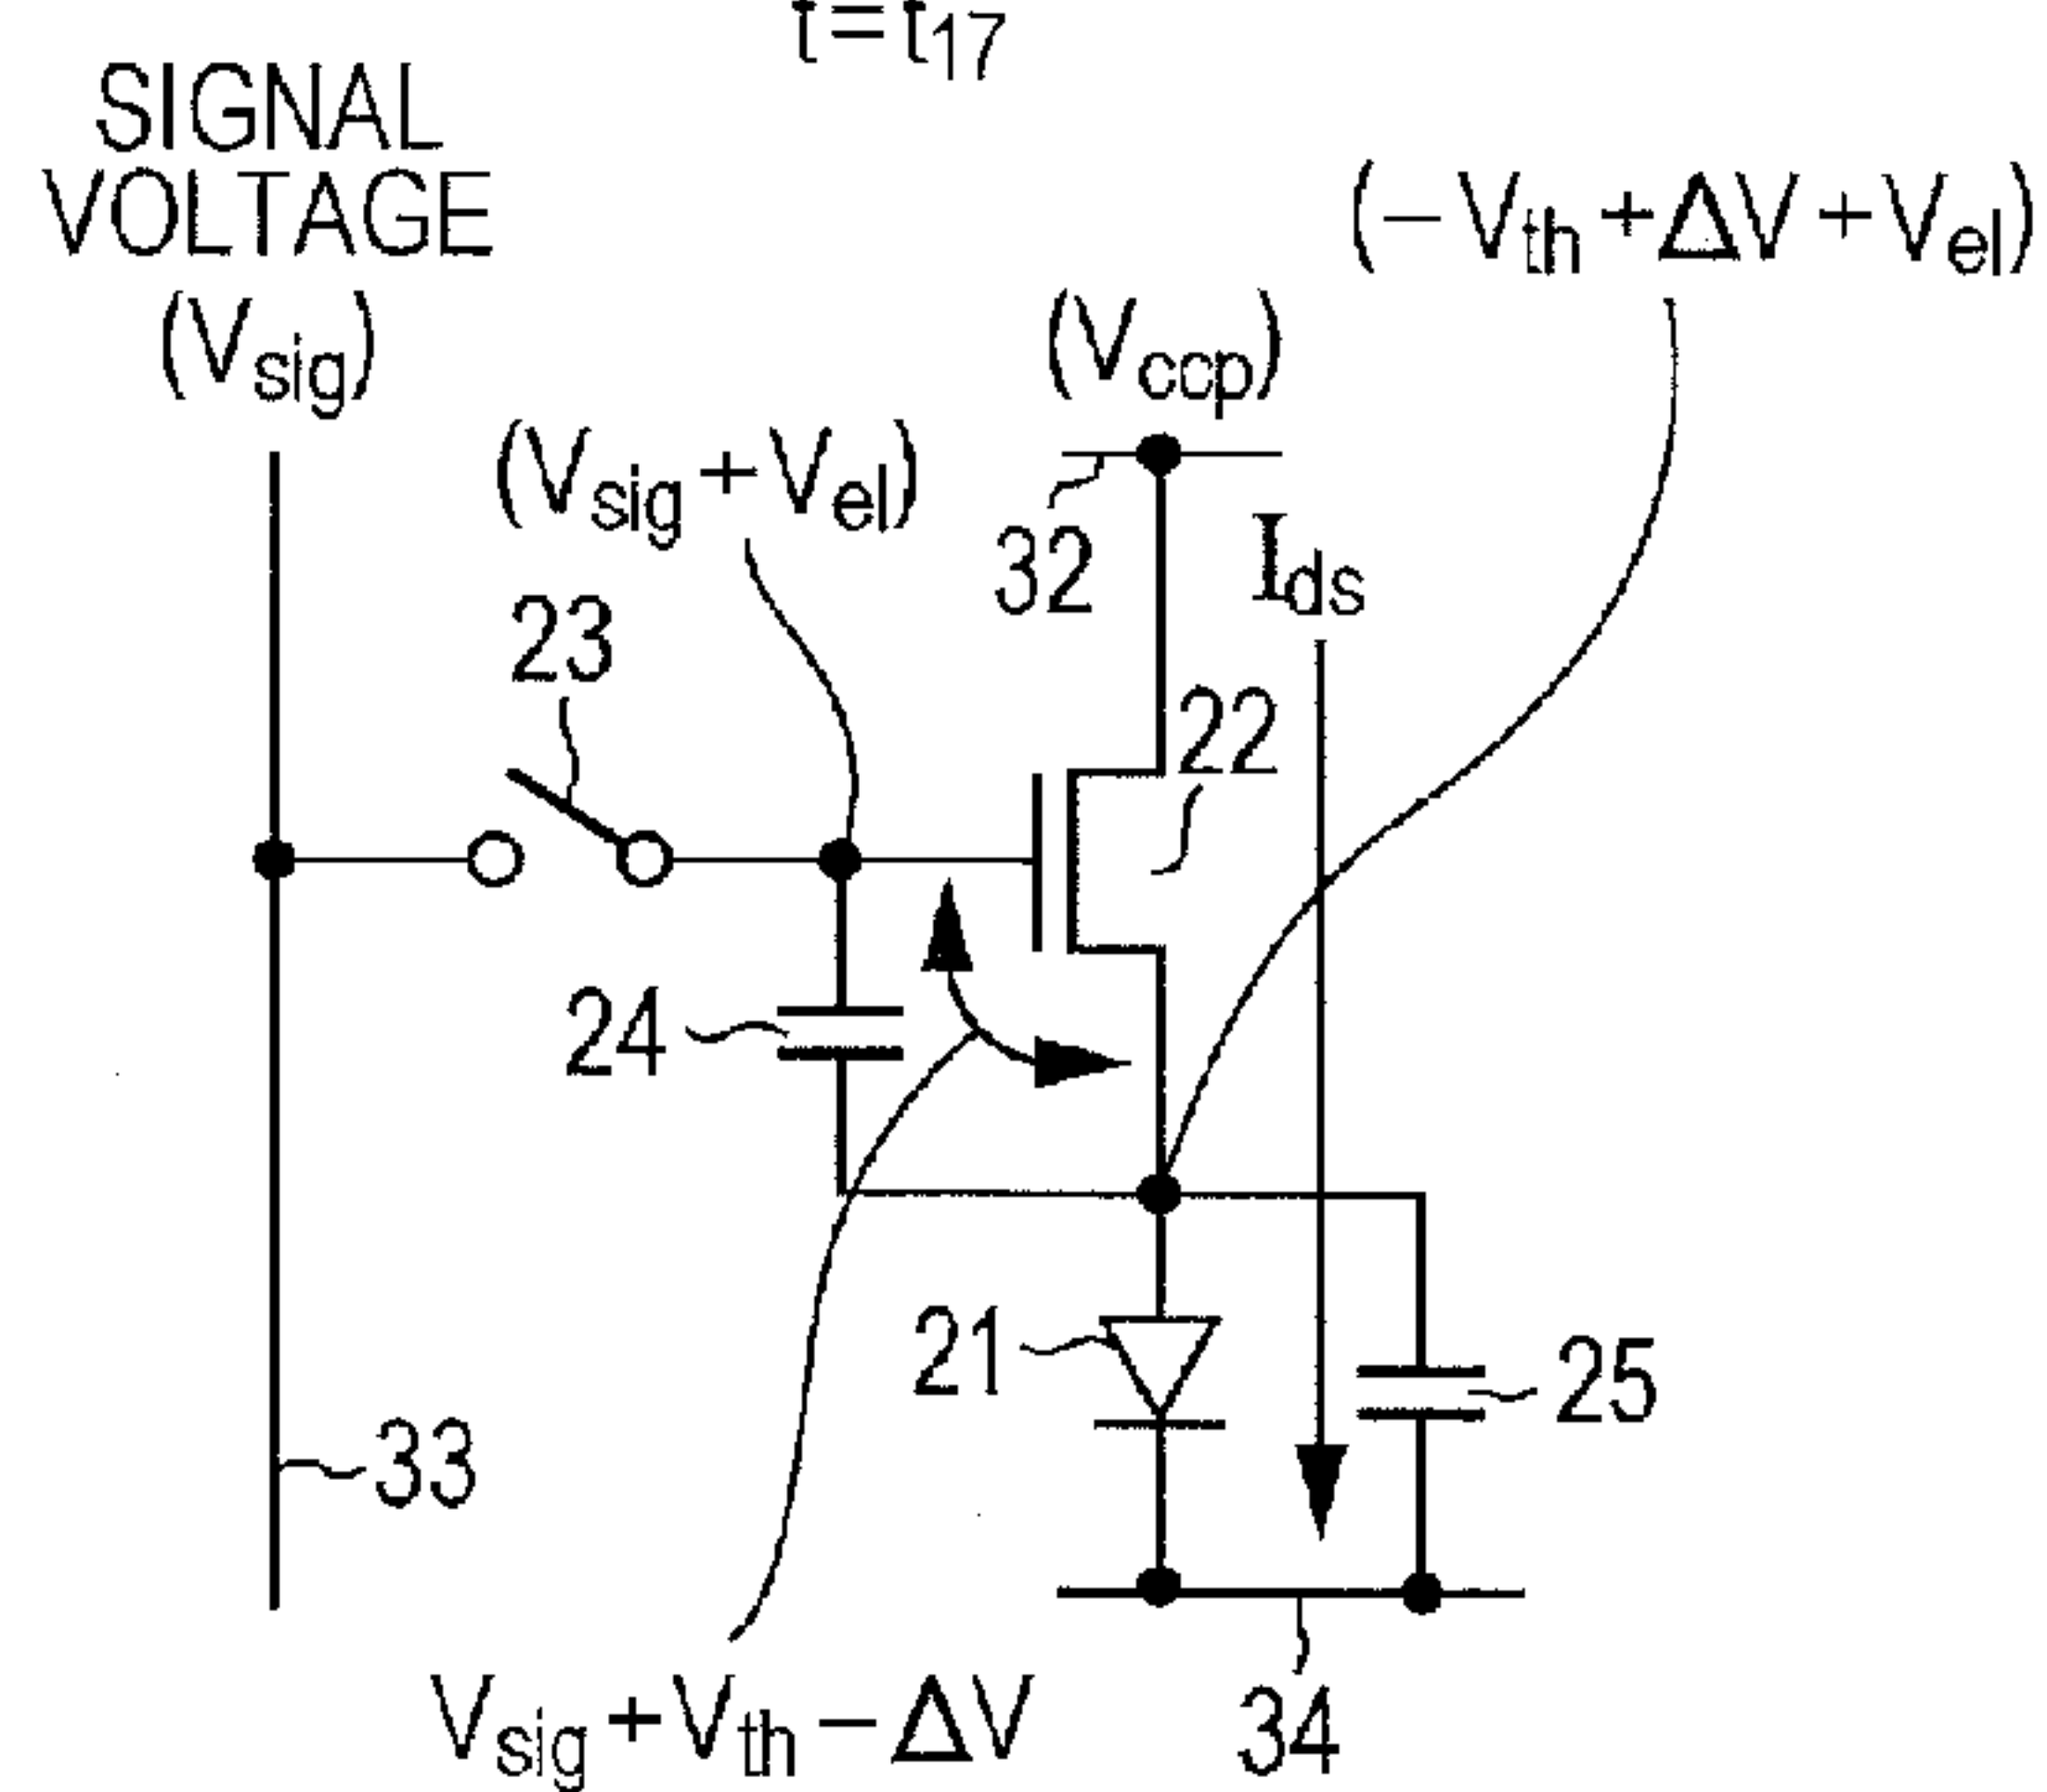 t=t17
SIGNAL
VOLTAGE
(Vsig)
(−Vth+ΔV+Vel)
(Vccp)
(Vsig+Vel)
32
Ids
23
22
24
21
25
33
Vsig+Vth−ΔV
34